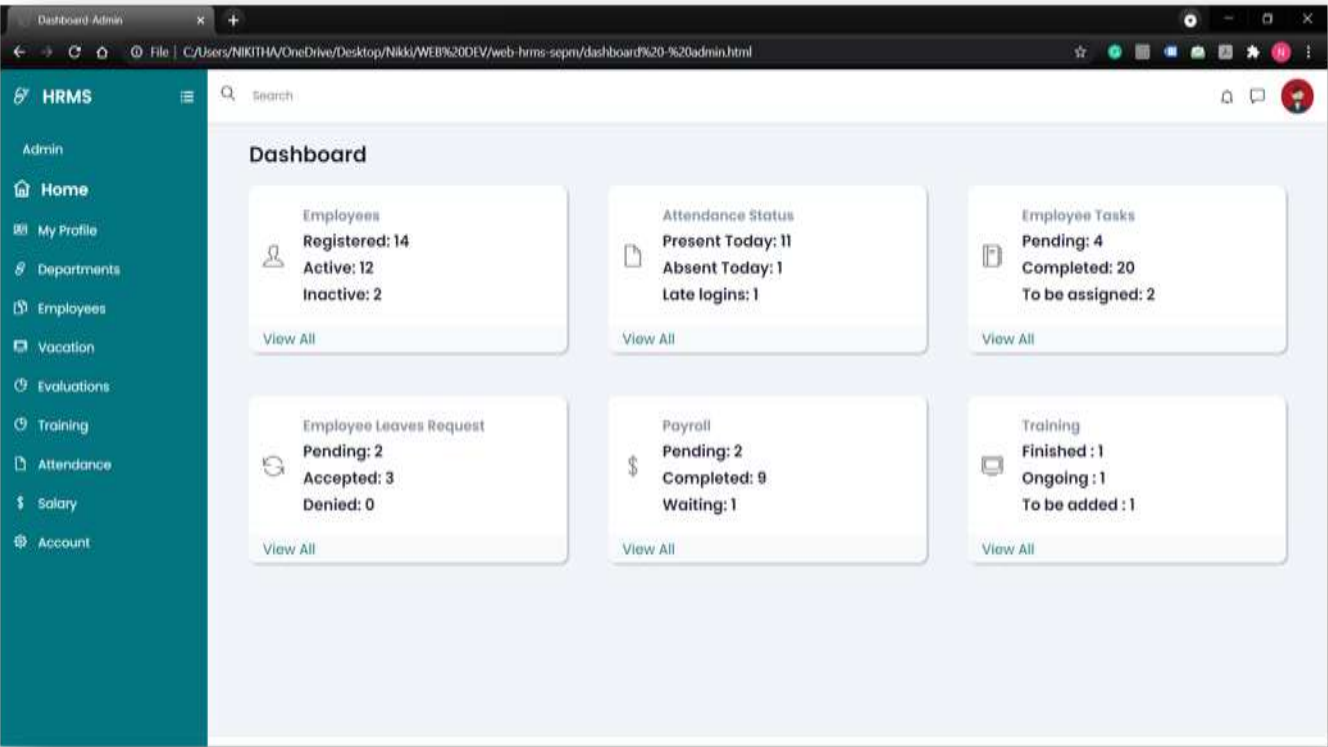 Dashboard Admin
File | C:/Users/NIKITHA/OneDrive/Desktop/Nikki/WEB%20DEV/web-hrms-sepm/dashboard%20-%20admin.html
N
HRMS
Search
Admin
Home
My Profile
Departments
Employees
Vacation
Evaluations
Training
Attendance
$ Salary
Account
Dashboard
Employees
Registered: 14
Active: 12
Inactive: 2
View All
Attendance Status
Present Today: 11
Absent Today: 1
Late logins: 1
View All
Employee Tasks
Pending: 4
Completed: 20
To be assigned: 2
View All
Employee Leaves Request
Pending: 2
Accepted: 3
Denied: 0
View All
Payroll
$
Pending: 2
Completed: 9
Waiting: 1
View All
Training
Finished : 1
Ongoing : 1
To be added : 1
View All